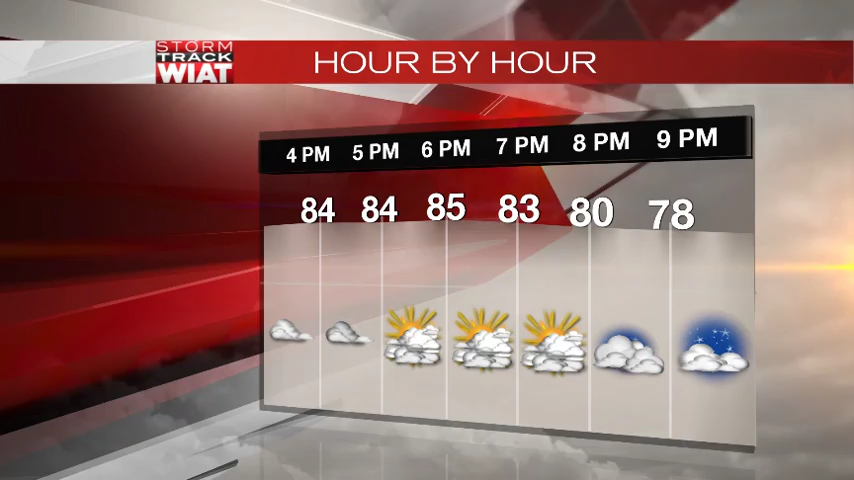 STORM
TRACK
WIAT
HOUR BY HOUR
4 PM 5 PM 6 PM 7 PM 8 PM 9 PM
84 84 85 83 80 78